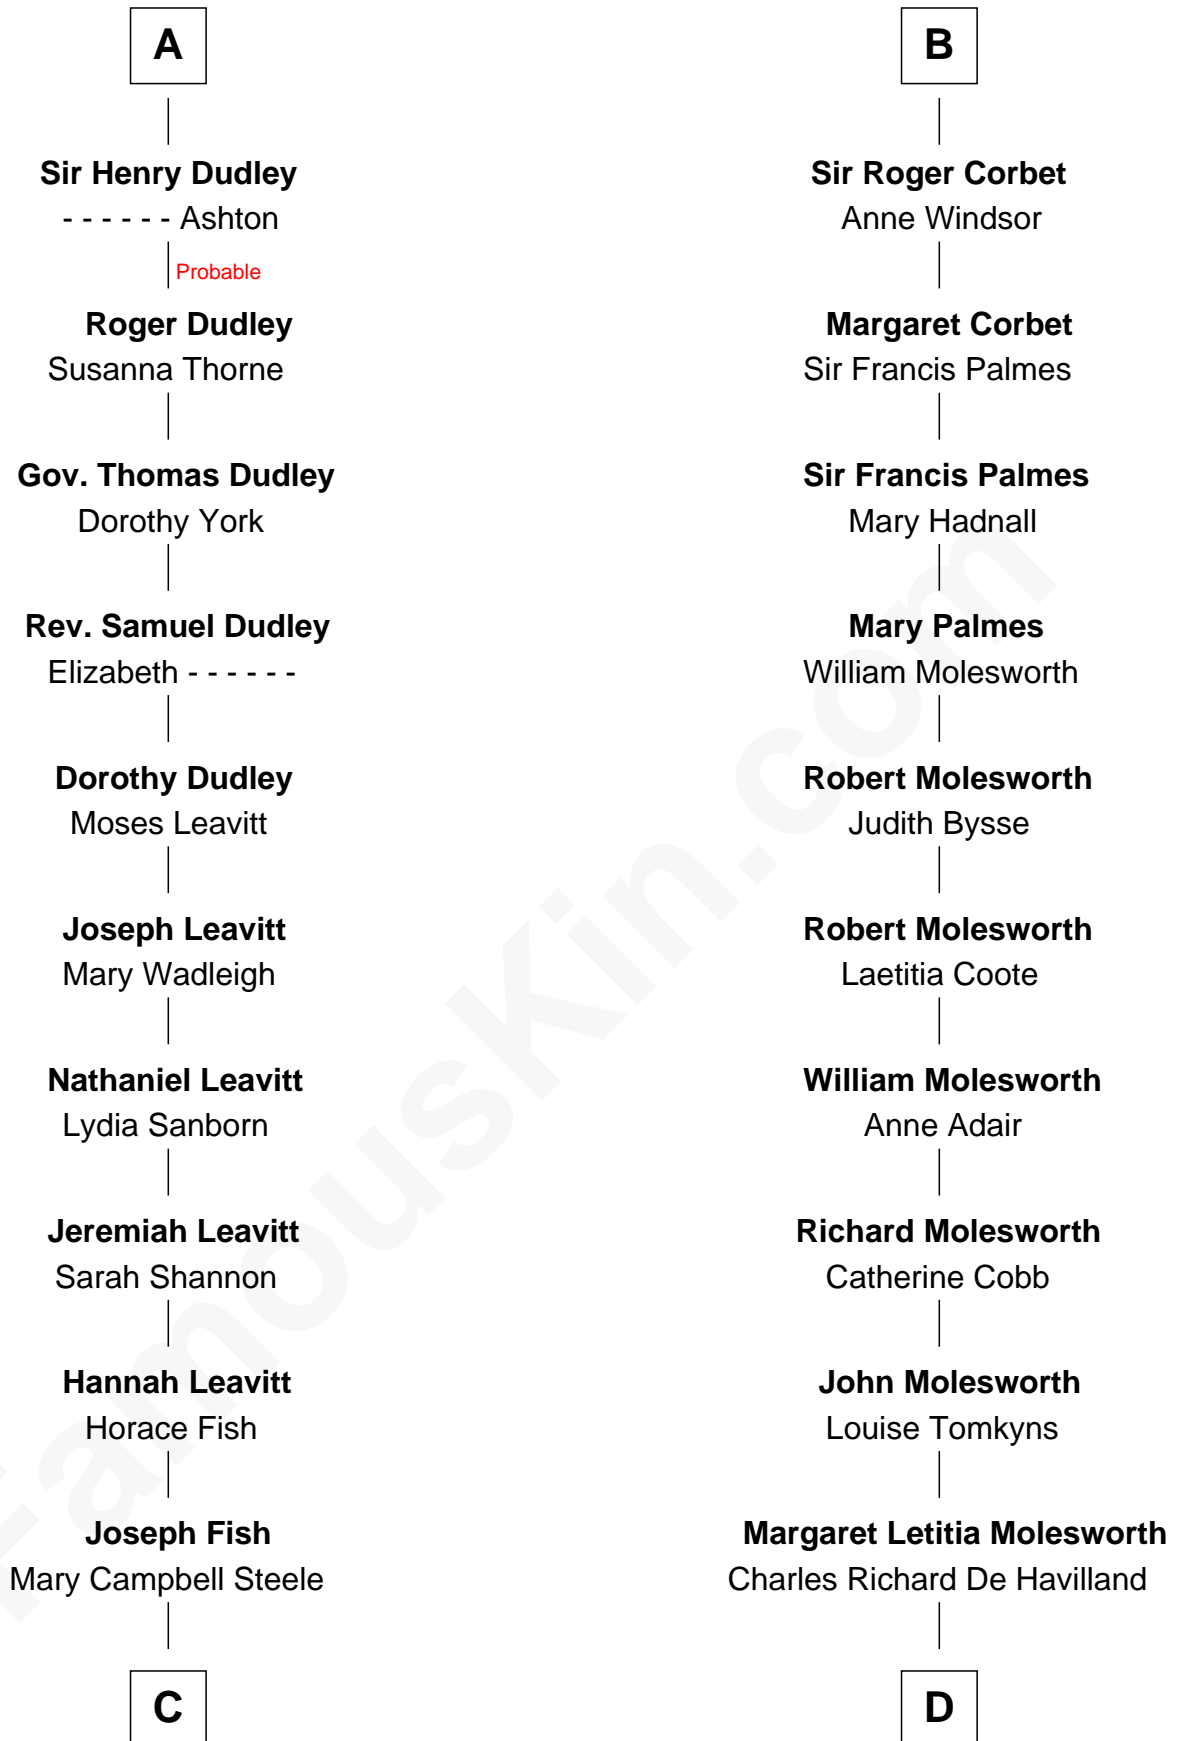 A
Sir Henry Dudley
- - - - - - Ashton
Probable
Roger Dudley
Susanna Thorne
Gov. Thomas Dudley
Dorothy York
Rev. Samuel Dudley
Elizabeth - - - - - -
Dorothy Dudley
Moses Leavitt
Joseph Leavitt
Mary Wadleigh
Nathaniel Leavitt
Lydia Sanborn
Jeremiah Leavitt
Sarah Shannon
Hannah Leavitt
Horace Fish
Joseph Fish
Mary Campbell Steele
C
B
Sir Roger Corbet
Anne Windsor
Margaret Corbet
Sir Francis Palmes
Sir Francis Palmes
Mary Hadnall
Mary Palmes
William Molesworth
Robert Molesworth
Judith Bysse
Robert Molesworth
Laetitia Coote
William Molesworth
Anne Adair
Richard Molesworth
Catherine Cobb
John Molesworth
Louise Tomkyns
Margaret Letitia Molesworth
Charles Richard De Havilland
D
FamousKin.com